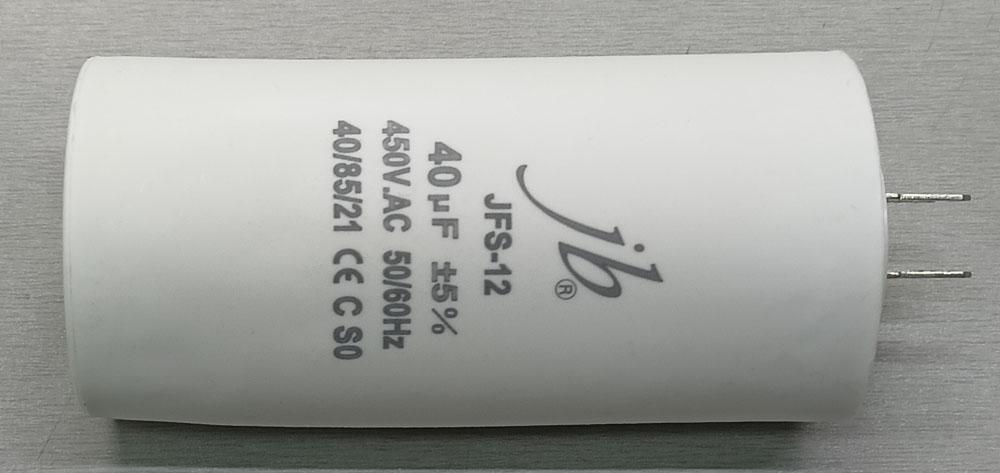 jb®
JFS-12
40μF ±5%
450V.AC 50/60Hz
40/85/21 CE C S0